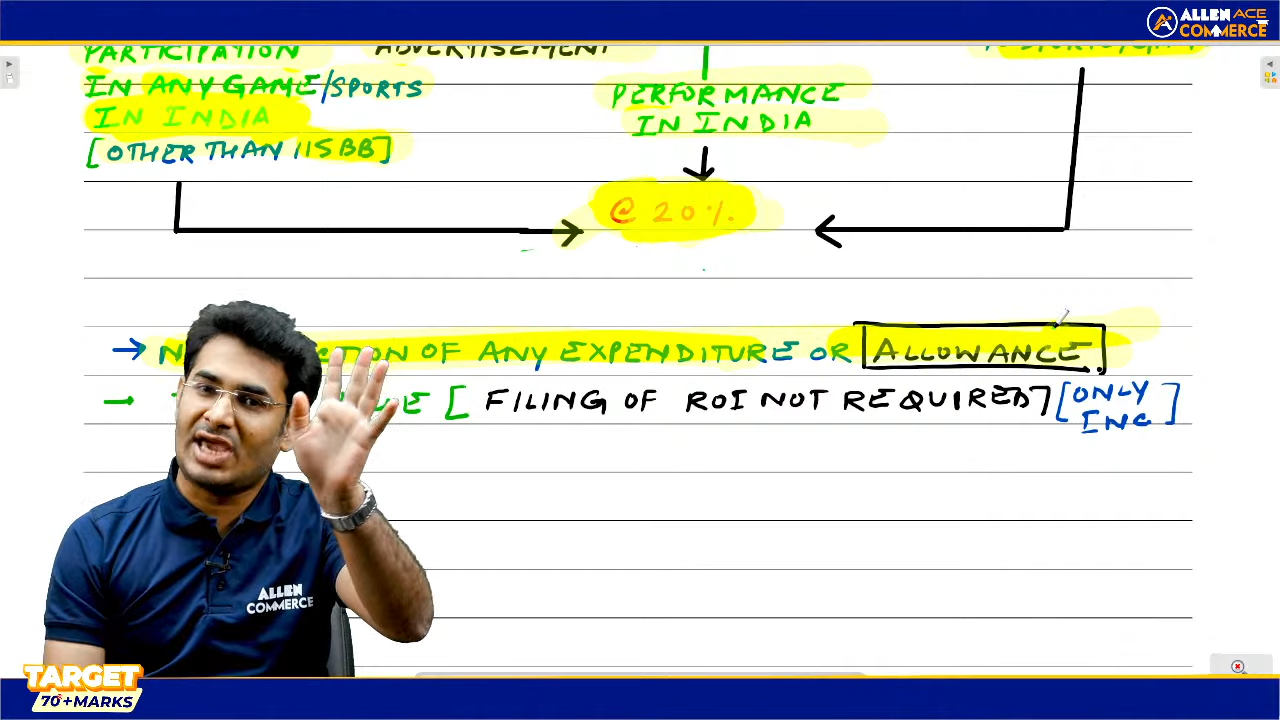 ALLEN ACE
COMMERCE
PARTICIPATION
IN ANY GAME/SPORTS
IN INDIA
[OTHER THAN 115BB]
ADVERTISEMENT
PERFORMANCE
IN INDIA
@ 20%
→ OF ANY EXPENDITURE OR ALLOWANCE
→ [FILING OF ROI NOT REQUIRED] [ONLY
INC]
ALLEN
COMMERCE
TARGET
70+MARKS